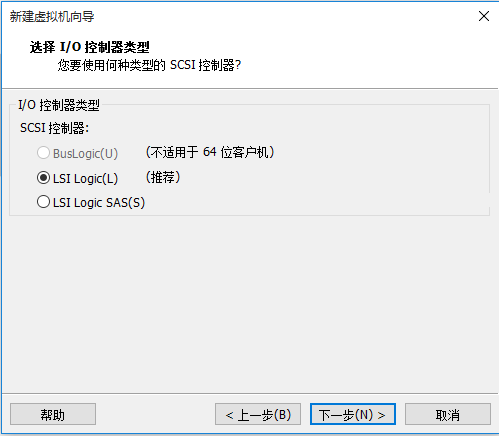 新建虚拟机向导
选择 I/O 控制器类型
您要使用何种类型的 SCSI 控制器?
I/O 控制器类型
SCSI 控制器:
BusLogic(U) (不适用于 64 位客户机)
LSI Logic(L) (推荐)
LSI Logic SAS(S)
帮助 < 上一步(B) 下一步(N) > 取消